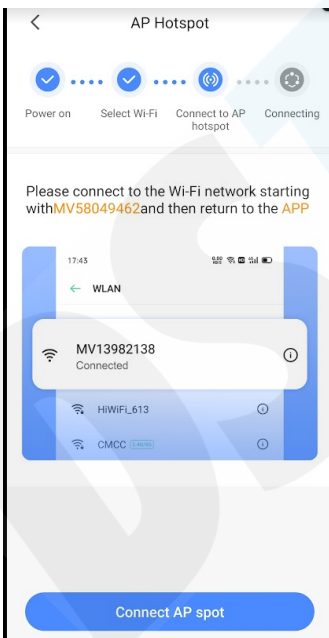 AP Hotspot
Power on
Select Wi-Fi
Connect to AP
hotspot
Connecting
Please connect to the Wi-Fi network starting
withMV58049462and then return to the APP
17:43
WLAN
MV13982138
Connected
HiWiFi_613
CMCC
Connect AP spot